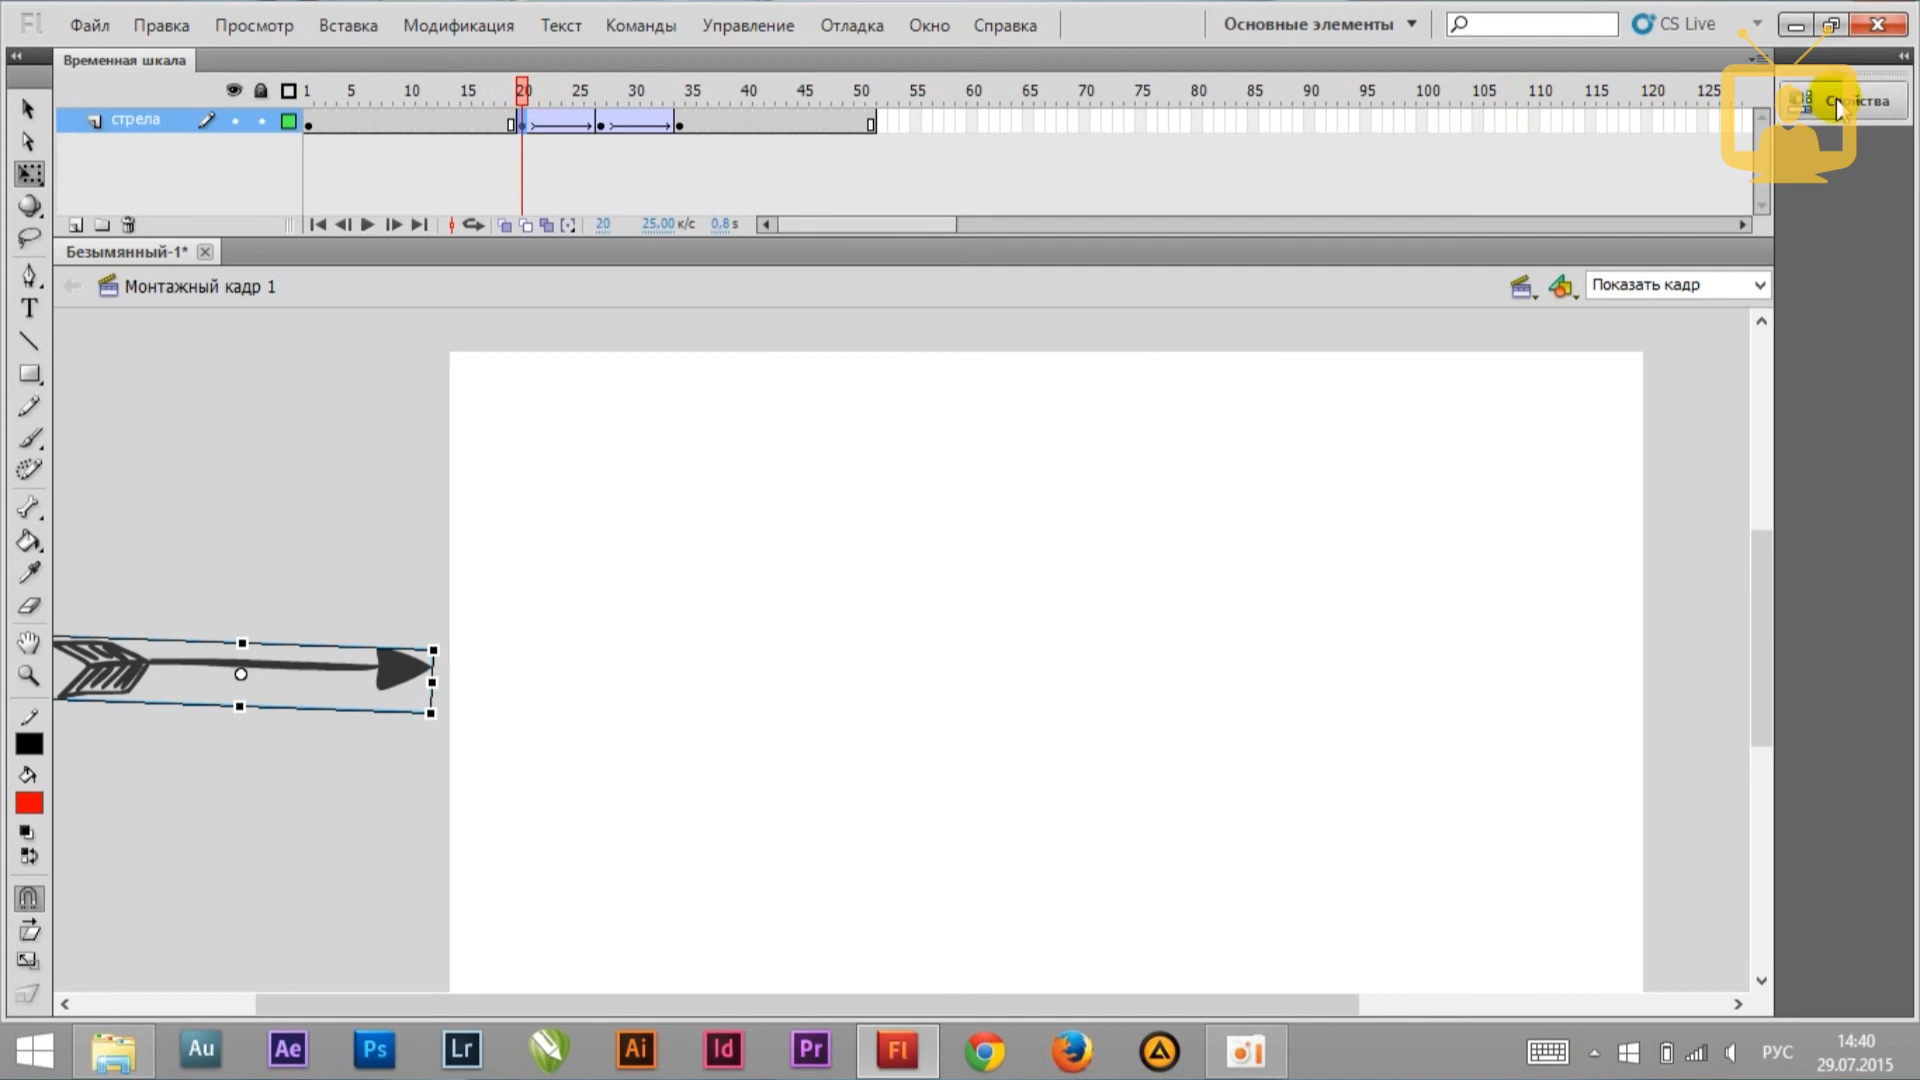 Fl Файл Правка Просмотр Вставка Модификация Текст Команды Управление Отладка Окно Справка Основные элементы CS Live
Временная шкала
1 5 10 15 20 25 30 35 40 45 50 55 60 65 70 75 80 85 90 95 100 105 110 115 120 125
Свойства
стрела
20 25,00 к/с 0,8 s
Безымянный-1*
Монтажный кадр 1
Показать кадр
T
Au Ae Ps Lr Ai Id Pr Fl
РУС
14:40
29.07.2015